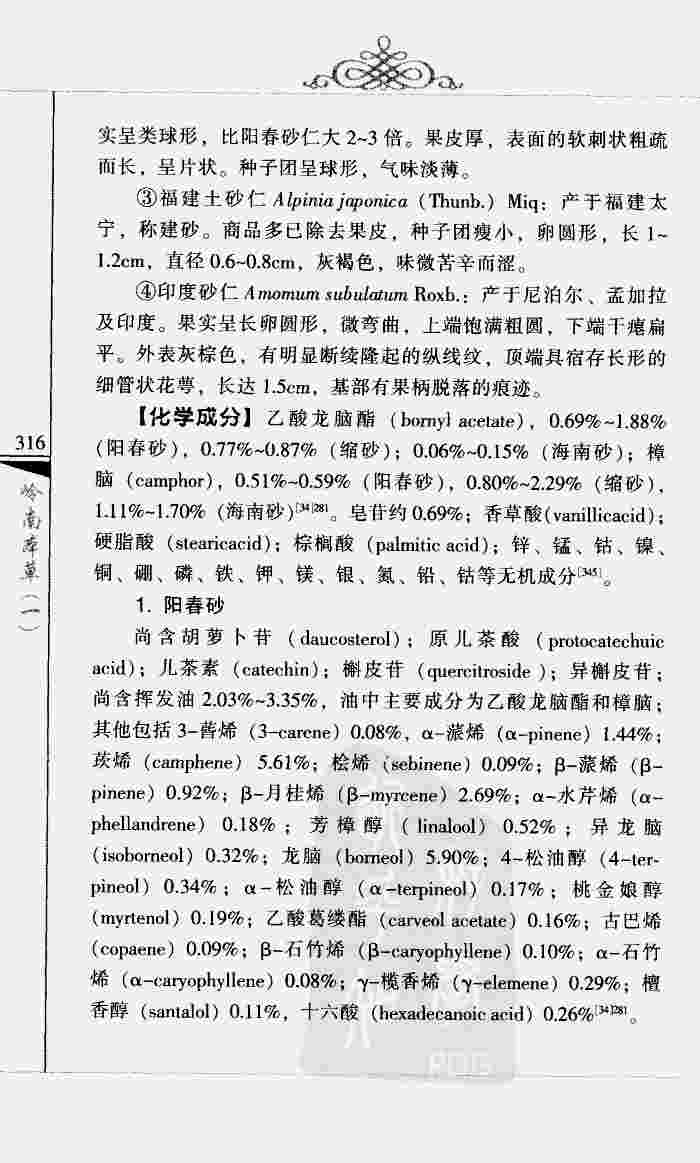 实呈类球形，比阳春砂仁大2~3倍。果皮厚，表面的软刺状粗疏
而长，呈片状。种子团呈球形，气味淡薄。
③福建土砂仁 Alpinia japonica (Thunb.) Miq：产于福建太
宁，称建砂。商品多已除去果皮，种子团瘦小，卵圆形，长1~
1.2cm，直径0.6~0.8cm，灰褐色，味微苦辛而涩。
④印度砂仁 Amomum subulatum Roxb.：产于尼泊尔、孟加拉
及印度。果实呈长卵圆形，微弯曲，上端饱满粗圆，下端干瘪扁
平。外表灰棕色，有明显断续隆起的纵线纹，顶端具宿存长形的
细管状花萼，长达1.5cm，基部有果柄脱落的痕迹。
【化学成分】乙酸龙脑酯 (bornyl acetate)，0.69%~1.88%
(阳春砂)，0.77%~0.87% (缩砂)；0.06%~0.15% (海南砂)；樟
脑 (camphor)，0.51%~0.59% (阳春砂)，0.80%~2.29% (缩砂)，
1.11%~1.70% (海南砂)[34]281。皂苷约0.69%；香草酸(vanillicacid)；
硬脂酸 (stearicacid)；棕榈酸 (palmitic acid)；锌、锰、钴、镍、
铜、硼、磷、铁、钾、镁、银、氮、铅、钴等无机成分[345]。
1. 阳春砂
尚含胡萝卜苷 (daucosterol)；原儿茶酸 (protocatechuic
acid)；儿茶素 (catechin)；槲皮苷 (quercitroside )；异槲皮苷；
尚含挥发油2.03%~3.35%，油中主要成分为乙酸龙脑酯和樟脑；
其他包括3-蒈烯 (3-carene) 0.08%，α-蒎烯 (α-pinene) 1.44%；
莰烯 (camphene) 5.61%；桧烯 (sebinene) 0.09%；β-蒎烯 (β-
pinene) 0.92%；β-月桂烯 (β-myrcene) 2.69%；α-水芹烯 (α-
phellandrene) 0.18%；芳樟醇 (linalool) 0.52%；异龙脑
(isoborneol) 0.32%；龙脑 (borneol) 5.90%；4-松油醇 (4-ter-
pineol) 0.34%；α-松油醇 (α-terpineol) 0.17%；桃金娘醇
(myrtenol) 0.19%；乙酸葛缕酯 (carveol acetate) 0.16%；古巴烯
(copaene) 0.09%；β-石竹烯 (β-caryophyllene) 0.10%；α-石竹
烯 (α-caryophyllene) 0.08%；γ-榄香烯 (γ-elemene) 0.29%；檀
香醇 (santalol) 0.11%，十六酸 (hexadecanoic acid) 0.26%[34]281。
316
岭南本草(一)